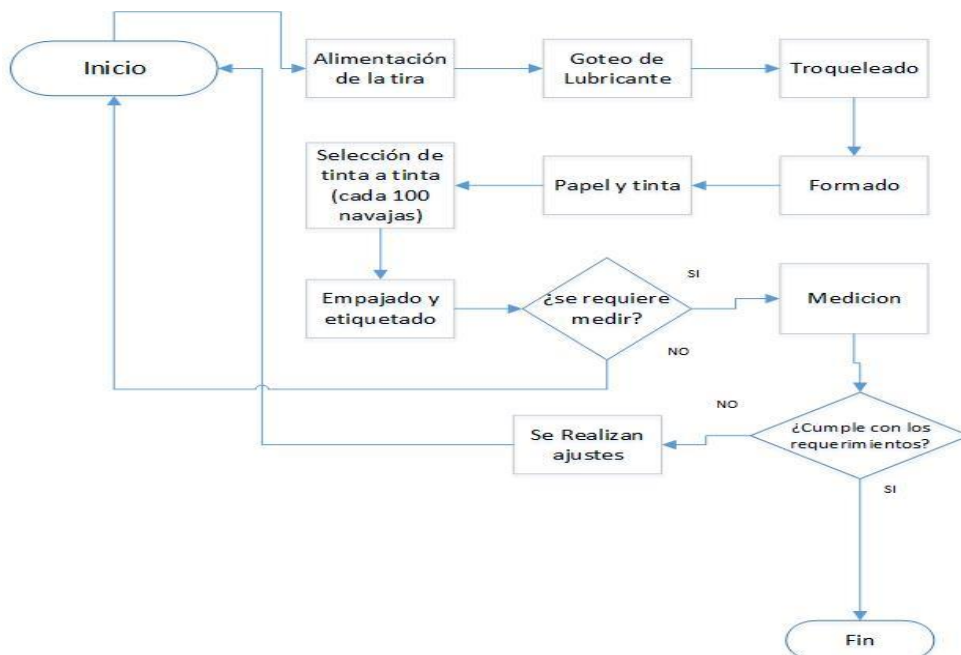 Inicio
Alimentación
de la tira
Goteo de
Lubricante
Troqueleado
Formado
Papel y tinta
Selección de
tinta a tinta
(cada 100
navajas)
Empajado y
etiquetado
¿se requiere
medir?
SI
NO
Medicion
¿Cumple con los
requerimientos?
NO
SI
Se Realizan
ajustes
Fin